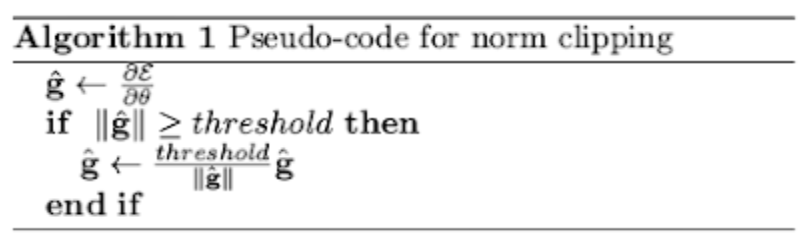 Algorithm 1 Pseudo-code for norm clipping
ĝ ← ∂ℰ/∂θ
if ‖ĝ‖ ≥ threshold then
ĝ ← threshold/‖ĝ‖ ĝ
end if